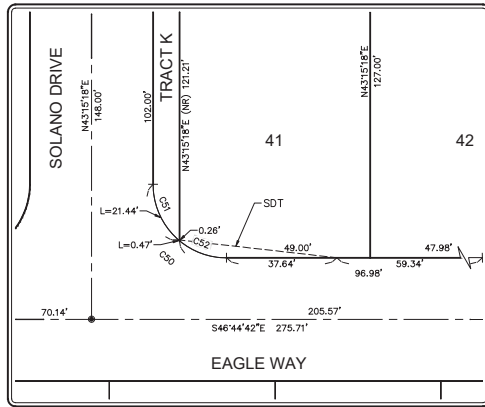 SOLANO DRIVE
N43°15'18"E
148.00'
102.00'
TRACT K
N43°15'18"E (NR) 121.21'
N43°15'18"E
127.00'
41
42
C51
L=21.44'
SDT
0.26'
L=0.47'
C52
C50
49.00'
47.98'
37.64'
59.34'
96.98'
70.14'
205.57'
S46°44'42"E 275.71'
EAGLE WAY